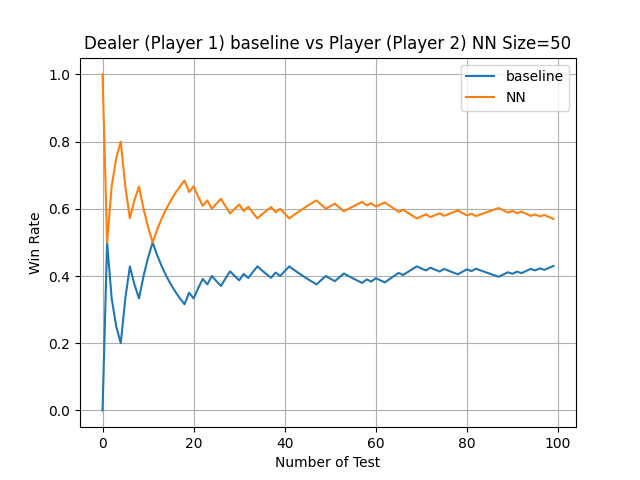 Dealer (Player 1) baseline vs Player (Player 2) NN Size=50
baseline
NN
Win Rate
1.0
0.8
0.6
0.4
0.2
0.0
0 20 40 60 80 100
Number of Test